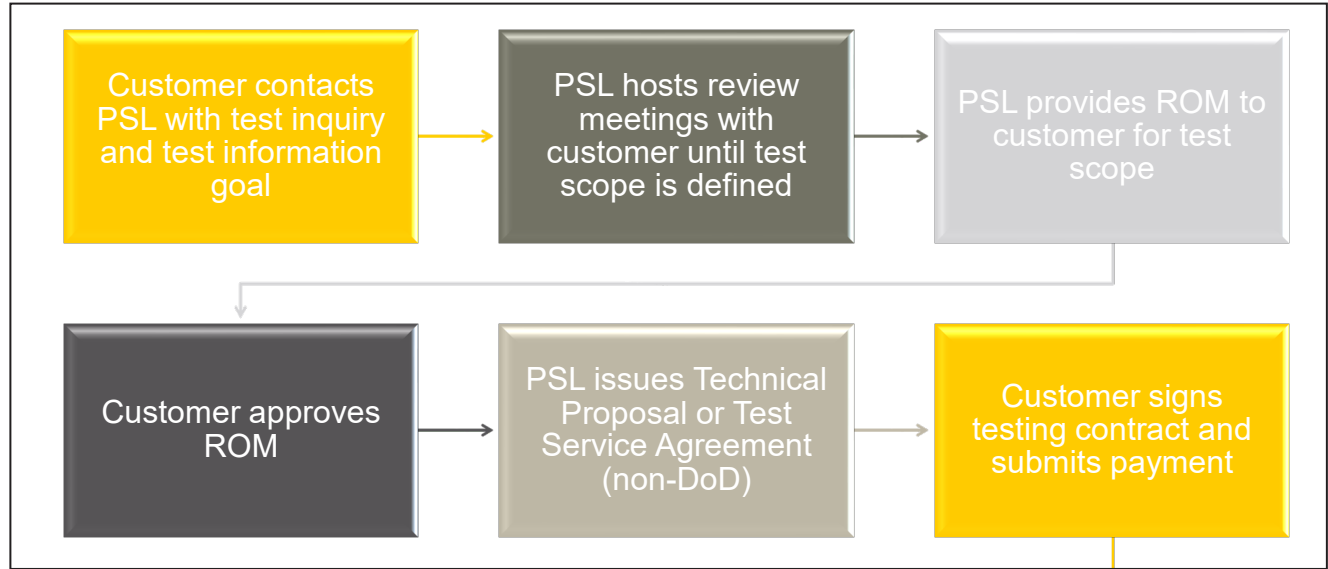 Customer contacts
PSL with test inquiry
and test information
goal
PSL hosts review
meetings with
customer until test
scope is defined
PSL provides ROM to
customer for test
scope
Customer approves
ROM
PSL issues Technical
Proposal or Test
Service Agreement
(non-DoD)
Customer signs
testing contract and
submits payment